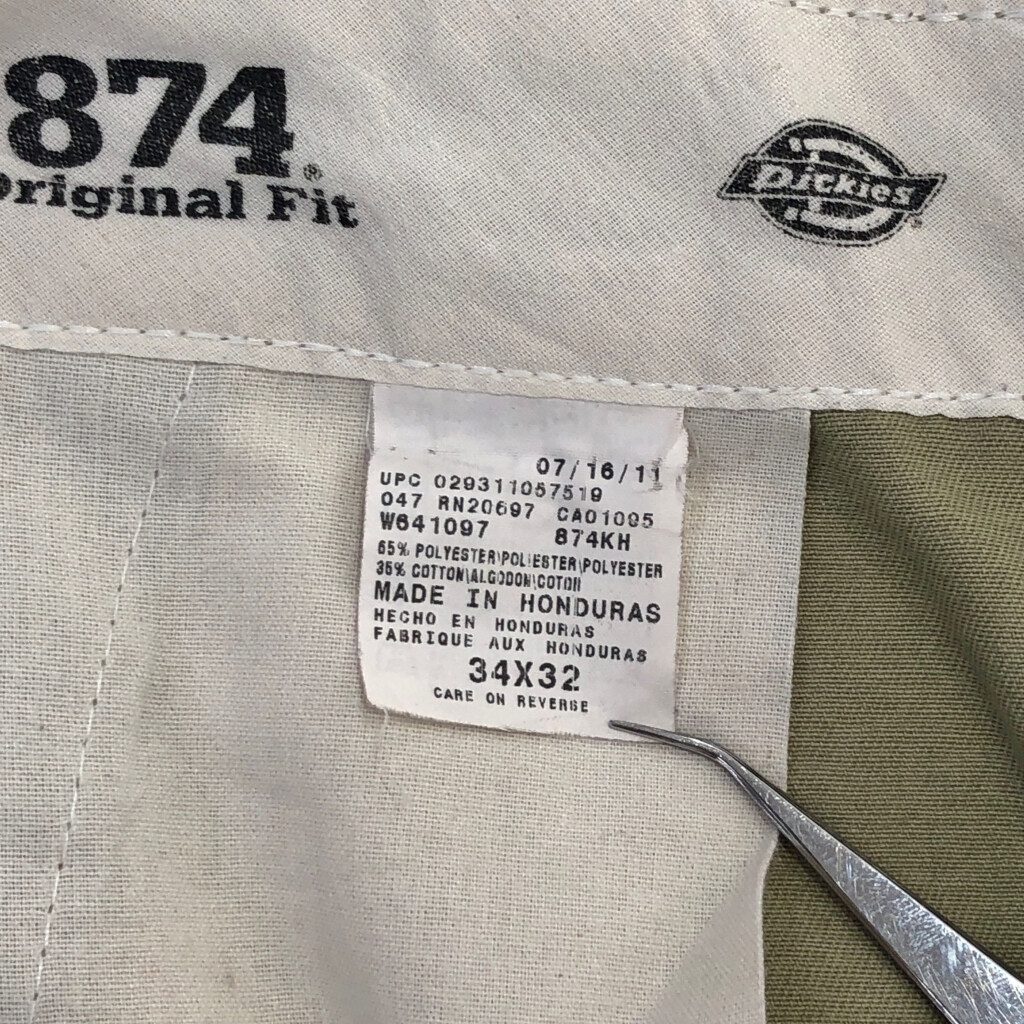 874®
Original Fit
Dickies®
07/16/11
UPC 029311057519
047 RN20697 CA01095
W641097 874KH
65% POLYESTER\POLIESTER\POLYESTER
35% COTTON\ALGODON\COTON
MADE IN HONDURAS
HECHO EN HONDURAS
FABRIQUE AUX HONDURAS
34X32
CARE ON REVERSE